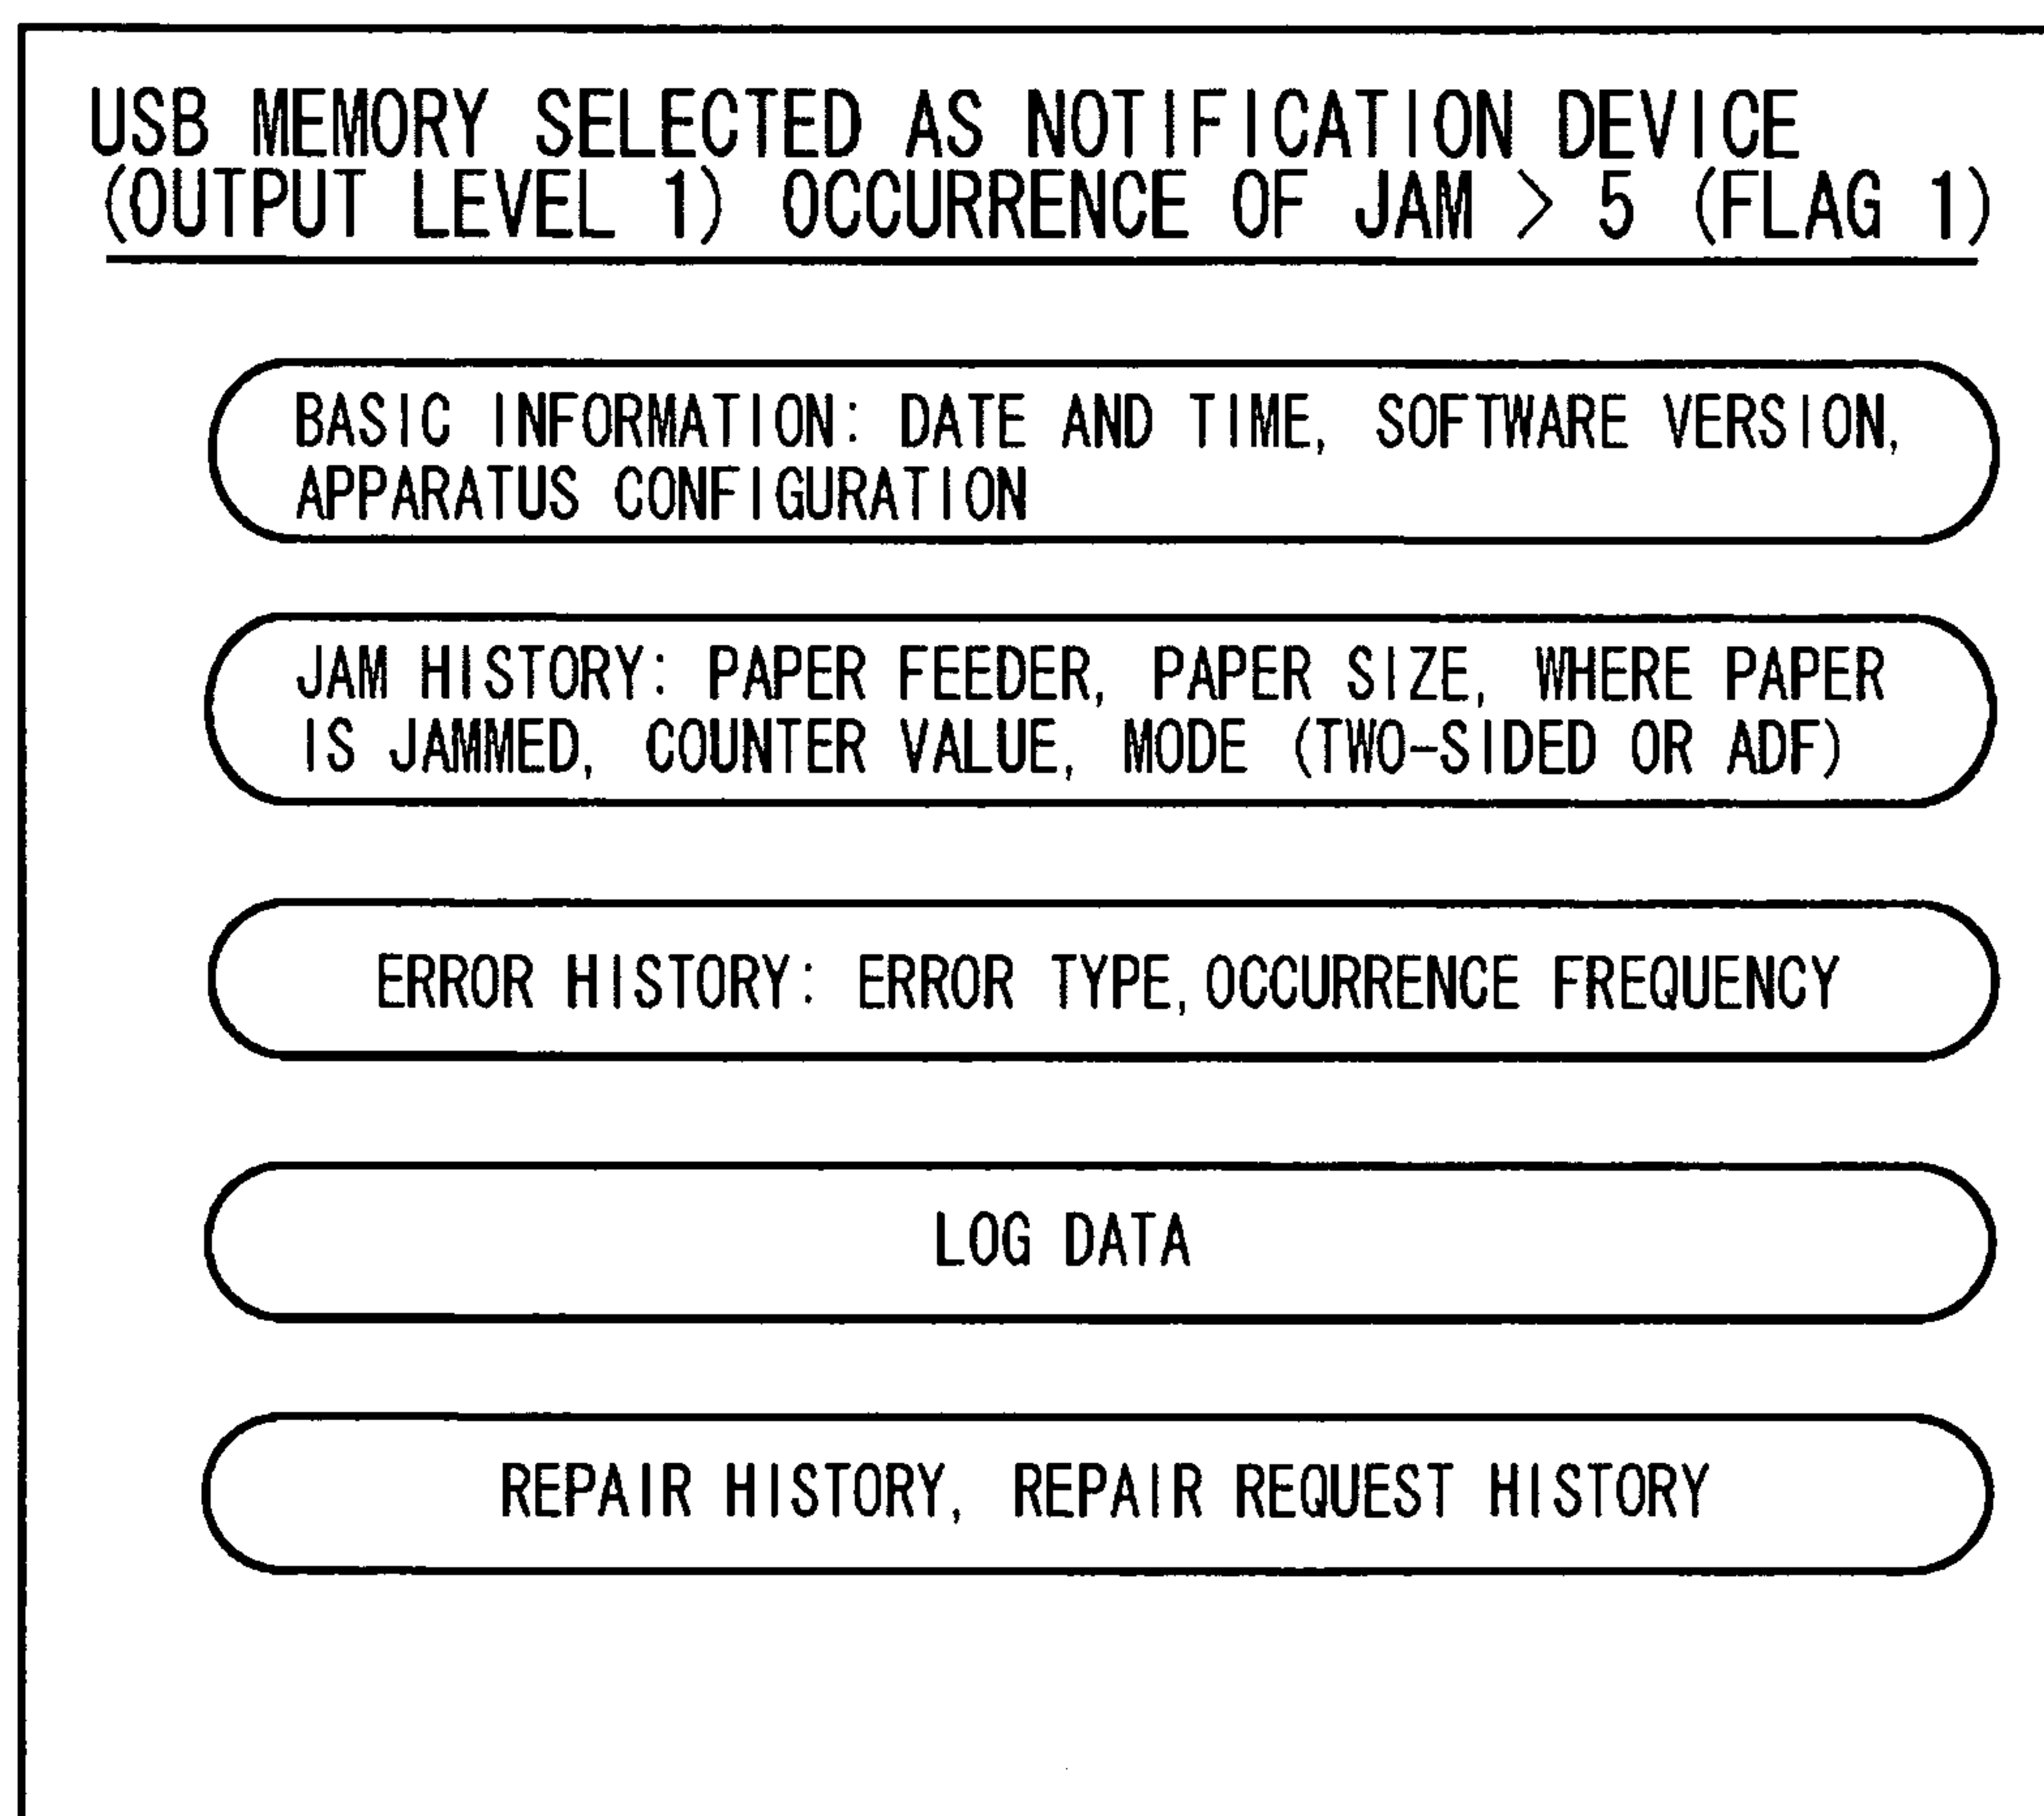 USB MEMORY SELECTED AS NOTIFICATION DEVICE
(OUTPUT LEVEL 1) OCCURRENCE OF JAM > 5 (FLAG 1)
BASIC INFORMATION: DATE AND TIME, SOFTWARE VERSION,
APPARATUS CONFIGURATION
JAM HISTORY: PAPER FEEDER, PAPER SIZE, WHERE PAPER
IS JAMMED, COUNTER VALUE, MODE (TWO-SIDED OR ADF)
ERROR HISTORY: ERROR TYPE, OCCURRENCE FREQUENCY
LOG DATA
REPAIR HISTORY, REPAIR REQUEST HISTORY